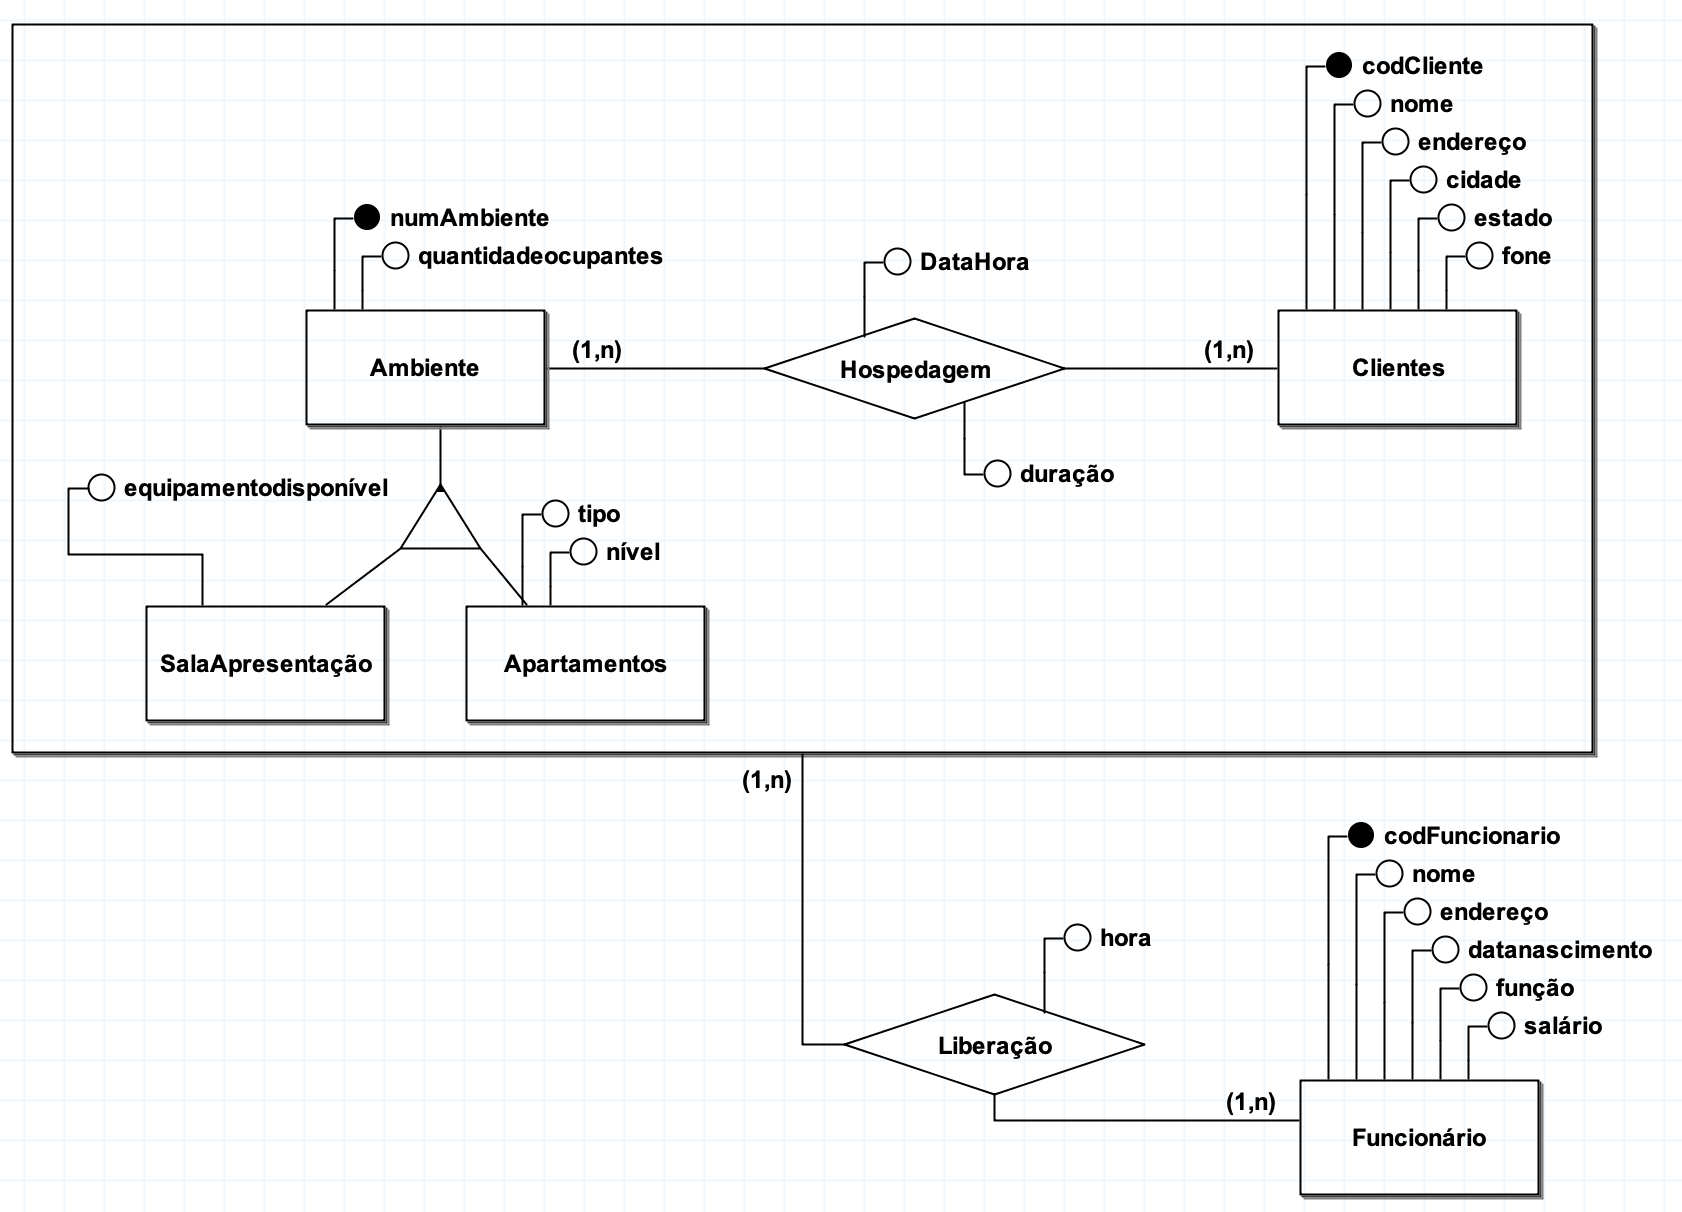 codCliente
nome
endereço
cidade
estado
fone
numAmbiente
quantidadeocupantes
DataHora
(1,n)
(1,n)
Ambiente
Hospedagem
Clientes
duração
equipamentodisponível
tipo
nível
SalaApresentação
Apartamentos
(1,n)
codFuncionario
nome
endereço
datanascimento
função
salário
hora
Liberação
(1,n)
Funcionário